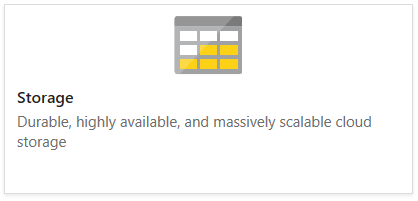 Storage
Durable, highly available, and massively scalable cloud
storage